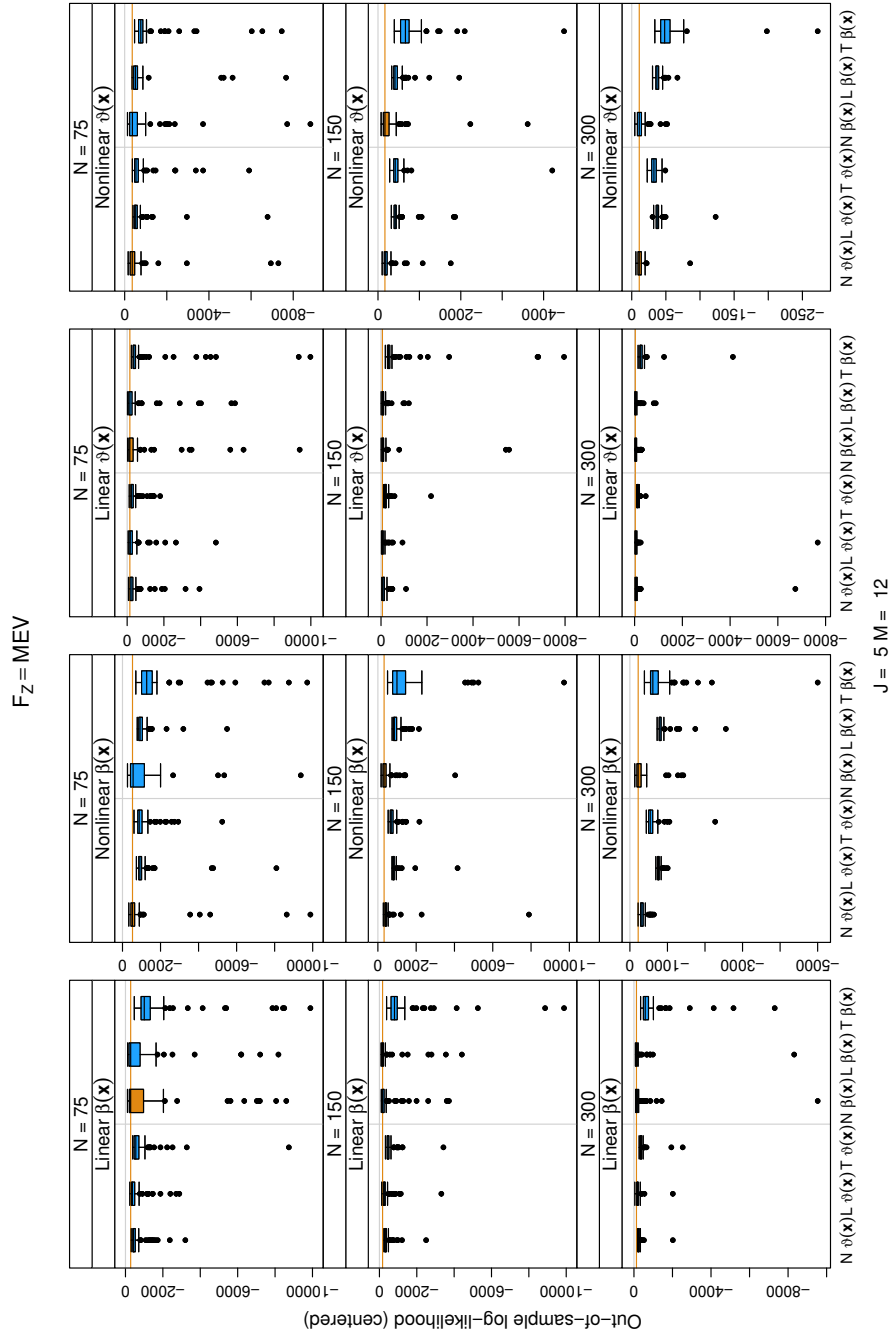 F_Z = MEV
N = 75
N = 75
N = 75
N = 75
Linear β(x)
Nonlinear β(x)
Linear ϑ(x)
Nonlinear ϑ(x)
0
−2000
−6000
−10000
0
−2000
−6000
−10000
0
−2000
−6000
−10000
0
−4000
−8000
N = 150
N = 150
N = 150
N = 150
Linear β(x)
Nonlinear β(x)
Linear ϑ(x)
Nonlinear ϑ(x)
0
−2000
−6000
−10000
0
−2000
−6000
−10000
0
−2000
−4000
−6000
−8000
0
−2000
−4000
N = 300
N = 300
N = 300
N = 300
Linear β(x)
Nonlinear β(x)
Linear ϑ(x)
Nonlinear ϑ(x)
0
−4000
−8000
0
−1000
−3000
−5000
0
−2000
−4000
−6000
−8000
0
−500
−1500
−2500
N ϑ(x) L ϑ(x) T ϑ(x) N β(x) L β(x) T β(x)
N ϑ(x) L ϑ(x) T ϑ(x) N β(x) L β(x) T β(x)
N ϑ(x) L ϑ(x) T ϑ(x) N β(x) L β(x) T β(x)
N ϑ(x) L ϑ(x) T ϑ(x) N β(x) L β(x) T β(x)
Out−of−sample log−likelihood (centered)
J = 5 M = 12